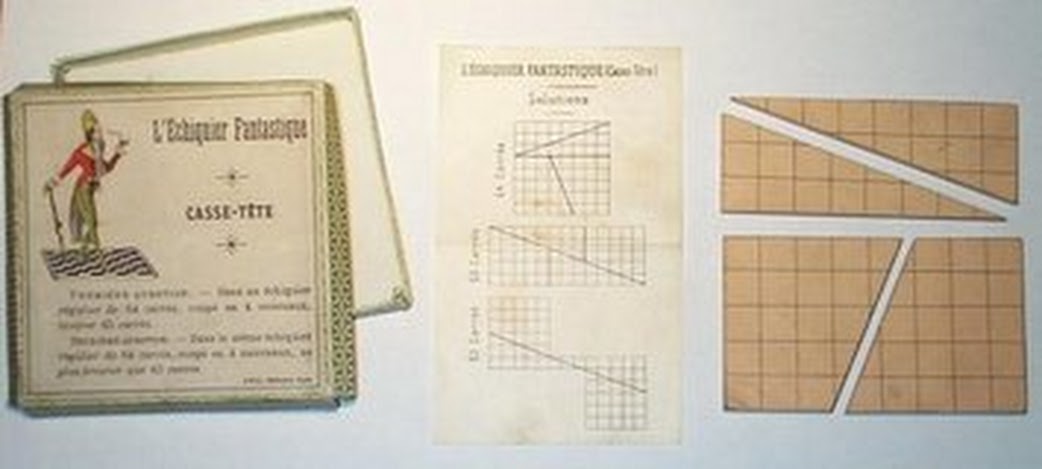 L'Echiquier Fantastique
CASSE-TÊTE
Première question. — Dans un échiquier
régulier de 64 carrés, coupé en 4 morceaux,
trouver 65 carrés.
Deuxième question. — Dans le même échiquier
régulier de 64 carrés, coupé en 4 morceaux, ne
plus trouver que 63 carrés
L'ECHIQUIER FANTASTIQUE (Casse-Tête)
Solutions
64 Carrés
65 Carrés
63 Carrés